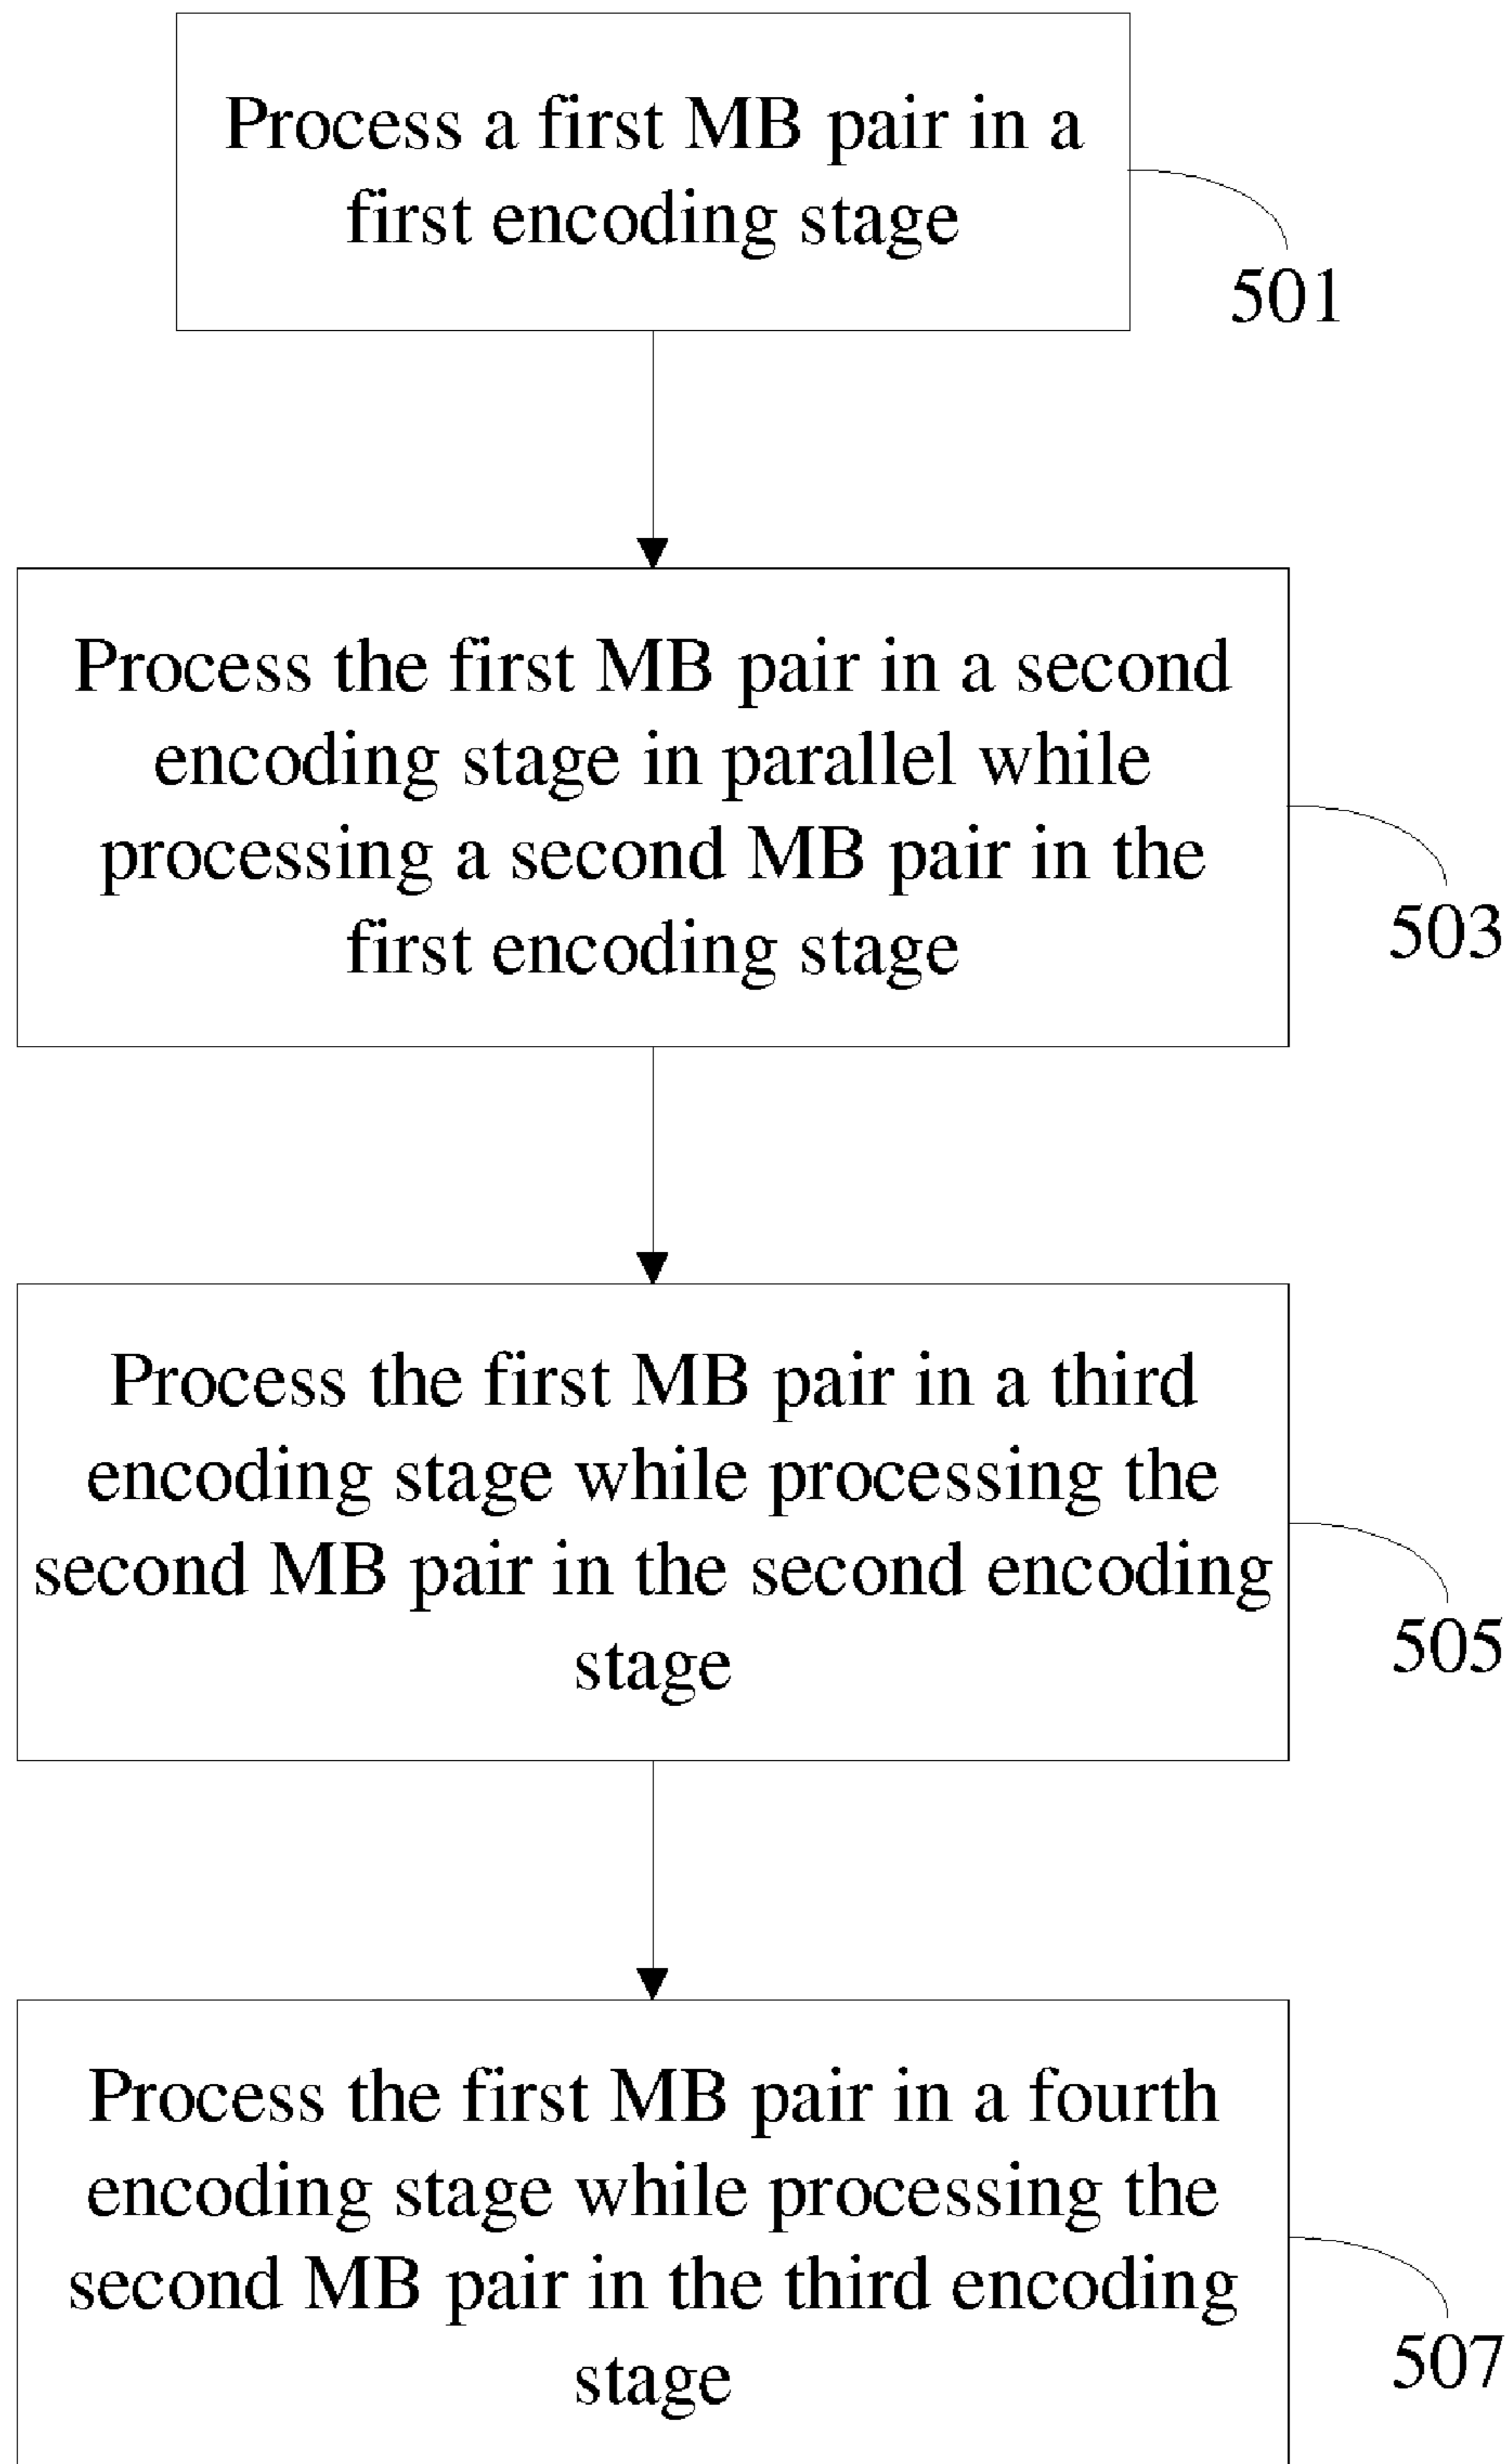 Process a first MB pair in a
first encoding stage
501
Process the first MB pair in a second
encoding stage in parallel while
processing a second MB pair in the
first encoding stage
503
Process the first MB pair in a third
encoding stage while processing the
second MB pair in the second encoding
stage
505
Process the first MB pair in a fourth
encoding stage while processing the
second MB pair in the third encoding
stage
507